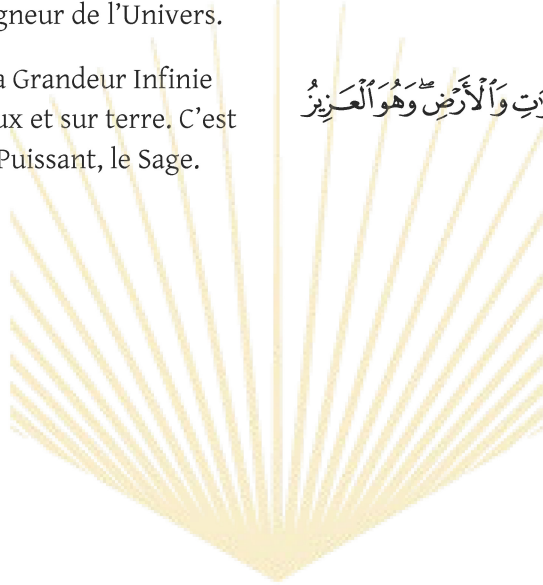 gneur de l’Univers.
a Grandeur Infinie
ux et sur terre. C’est
Puissant, le Sage.
وَٱلْأَرْضِۖ وَهُوَ ٱلْعَزِيزُ